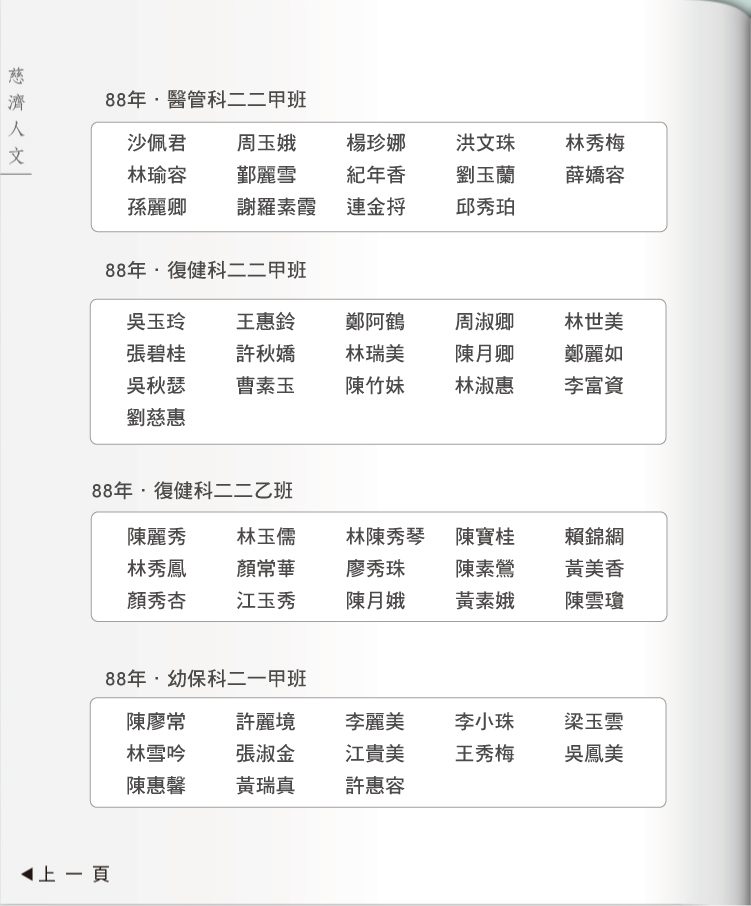 慈濟人文
88年．醫管科二二甲班
沙佩君 周玉娥 楊珍娜 洪文珠 林秀梅
林瑜容 鄞麗雪 紀年香 劉玉蘭 薛嬌容
孫麗卿 謝羅素霞 連金捋 邱秀珀
88年．復健科二二甲班
吳玉玲 王惠鈴 鄭阿鶴 周淑卿 林世美
張碧桂 許秋嬌 林瑞美 陳月卿 鄭麗如
吳秋瑟 曹素玉 陳竹妹 林淑惠 李富資
劉慈惠
88年．復健科二二乙班
陳麗秀 林玉儒 林陳秀琴 陳寶桂 賴錦綢
林秀鳳 顏常華 廖秀珠 陳素鶯 黃美香
顏秀杏 江玉秀 陳月娥 黃素娥 陳雲瓊
88年．幼保科二一甲班
陳廖常 許麗境 李麗美 李小珠 梁玉雲
林雪吟 張淑金 江貴美 王秀梅 吳鳳美
陳惠馨 黃瑞真 許惠容
◀上一頁